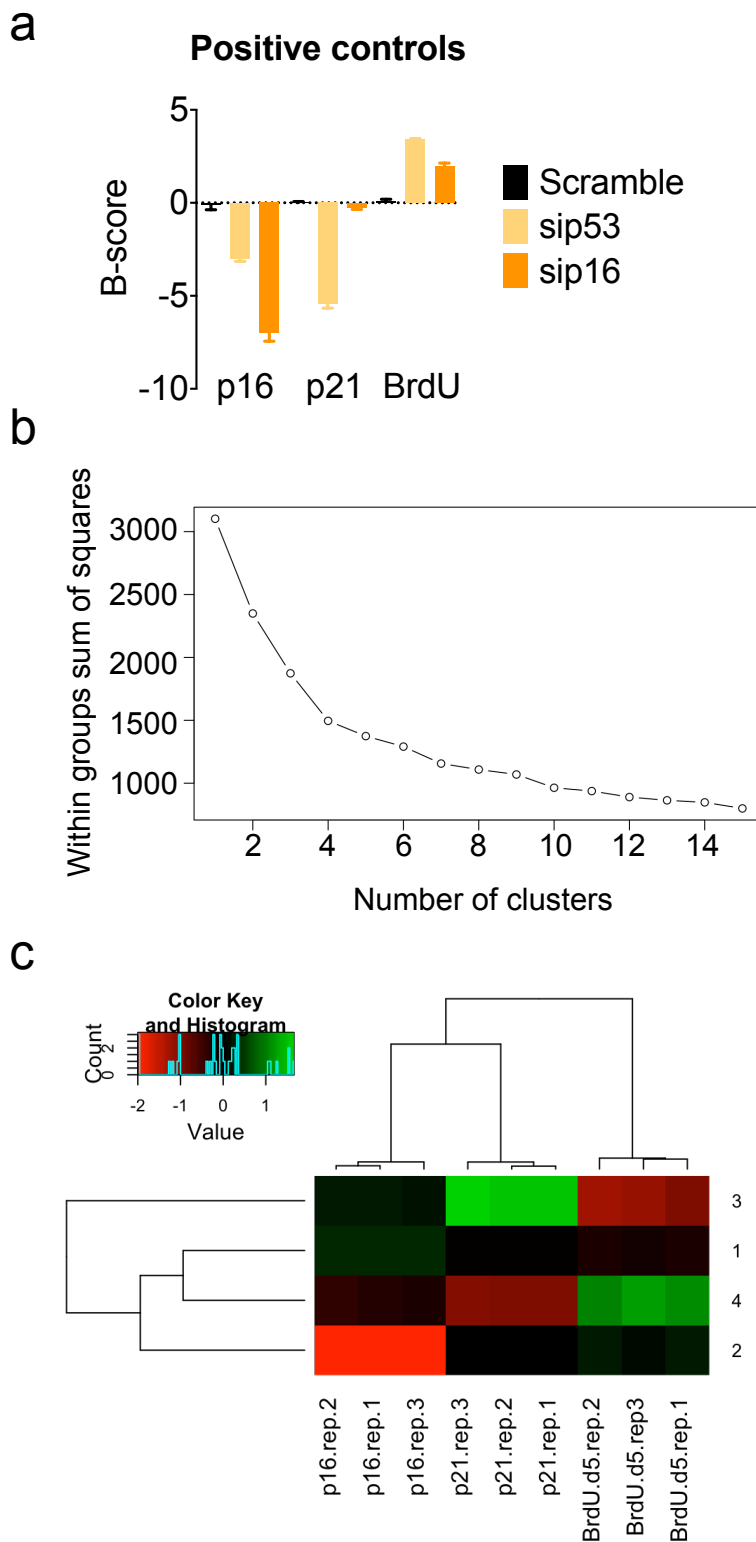 a
Positive controls
5
0
-5
-10
B-score
p16 p21 BrdU
Scramble
sip53
sip16
b
Within groups sum of squares
3000
2500
2000
1500
1000
2 4 6 8 10 12 14
Number of clusters
c
Color Key
and Histogram
Count
0 2
-2 -1 0 1
Value
3
1
4
2
p16.rep.2
p16.rep.1
p16.rep.3
p21.rep.3
p21.rep.2
p21.rep.1
BrdU.d5.rep.2
BrdU.d5.rep3
BrdU.d5.rep.1